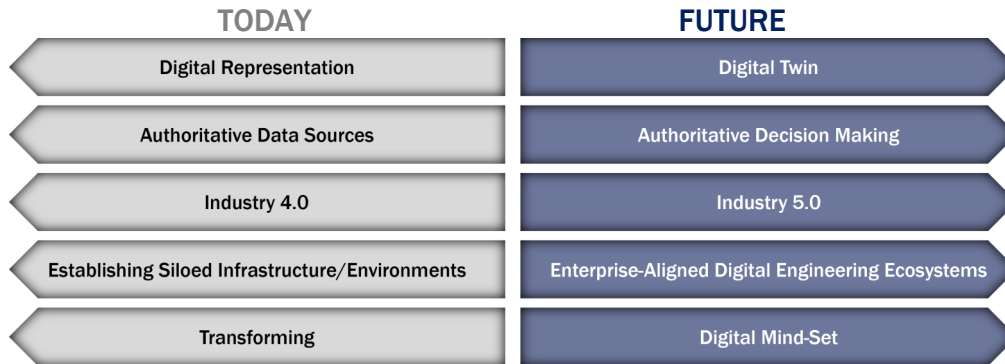 TODAY
FUTURE
Digital Representation
Digital Twin
Authoritative Data Sources
Authoritative Decision Making
Industry 4.0
Industry 5.0
Establishing Siloed Infrastructure/Environments
Enterprise-Aligned Digital Engineering Ecosystems
Transforming
Digital Mind-Set